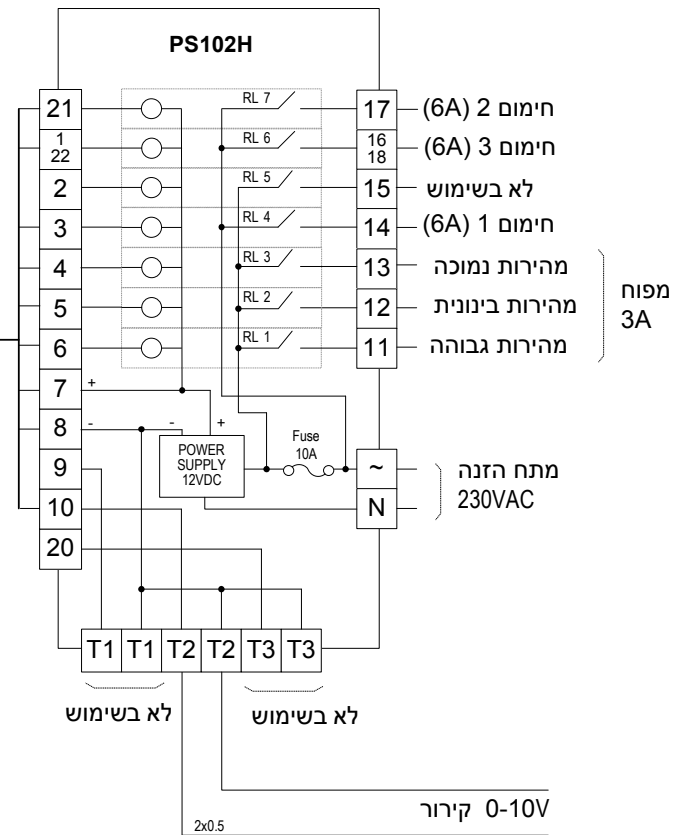 PS102H
21 RL 7 17 חימום 2 (6A)
1 22 RL 6 16 18 חימום 3 (6A)
2 RL 5 15 לא בשימוש
3 RL 4 14 חימום 1 (6A)
4 RL 3 13 מהירות נמוכה
5 RL 2 12 מהירות בינונית
6 RL 1 11 מהירות גבוהה
מפוח
3A
7 +
8 - - +
POWER
SUPPLY
12VDC
Fuse
10A
9 ~
10 N
מתח הזנה
230VAC
20
T1 T1 T2 T2 T3 T3
לא בשימוש לא בשימוש
קירור 0-10V
2x0.5